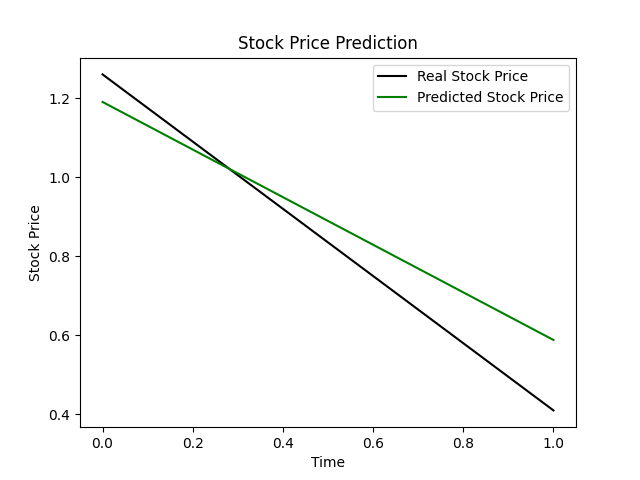 Stock Price Prediction
Real Stock Price
Predicted Stock Price
Stock Price
1.2
1.0
0.8
0.6
0.4
0.0 0.2 0.4 0.6 0.8 1.0
Time